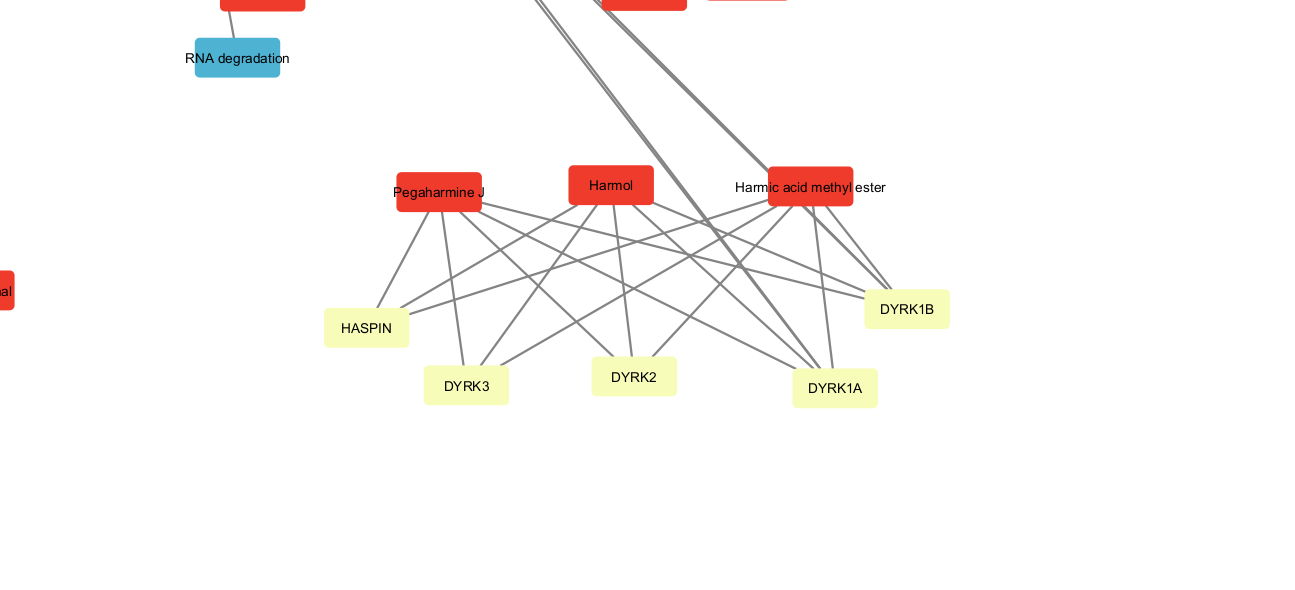 RNA degradation
Pegaharmine J
Harmol
Harmic acid methyl ester
al
HASPIN
DYRK3
DYRK2
DYRK1A
DYRK1B